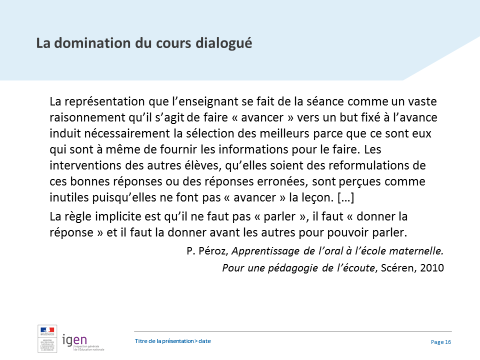 La domination du cours dialogué
La représentation que l’enseignant se fait de la séance comme un vaste
raisonnement qu’il s’agit de faire « avancer » vers un but fixé à l’avance
induit nécessairement la sélection des meilleurs parce que ce sont eux
qui sont à même de fournir les informations pour le faire. Les
interventions des autres élèves, qu’elles soient des reformulations de
ces bonnes réponses ou des réponses erronées, sont perçues comme
inutiles puisqu’elles ne font pas « avancer » la leçon. […]
La règle implicite est qu’il ne faut pas « parler », il faut « donner la
réponse » et il faut la donner avant les autres pour pouvoir parler.
P. Péroz, Apprentissage de l’oral à l’école maternelle.
Pour une pédagogie de l’écoute, Scéren, 2010
igen
Titre de la présentation > date
Page 16